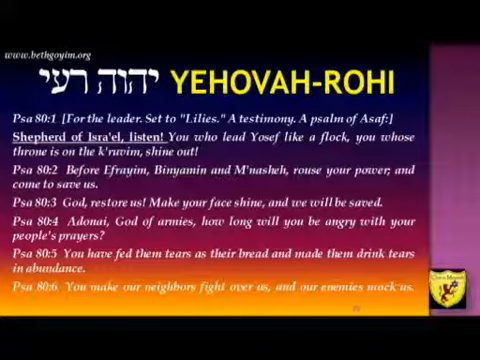 www.bethgoyim.org
יהוה רעי YEHOVAH-ROHI
Psa 80:1 [For the leader. Set to "Lilies." A testimony. A psalm of Asaf:]
Shepherd of Isra'el, listen! You who lead Yosef like a flock, you whose
throne is on the k'ruvim, shine out!
Psa 80:2 Before Efrayim, Binyamin and M'nasheh, rouse your power; and
come to save us.
Psa 80:3 God, restore us! Make your face shine, and we will be saved.
Psa 80:4 Adonai, God of armies, how long will you be angry with your
people's prayers?
Psa 80:5 You have fed them tears as their bread and made them drink tears
in abundance.
Psa 80:6 You make our neighbors fight over us, and our enemies mock us.